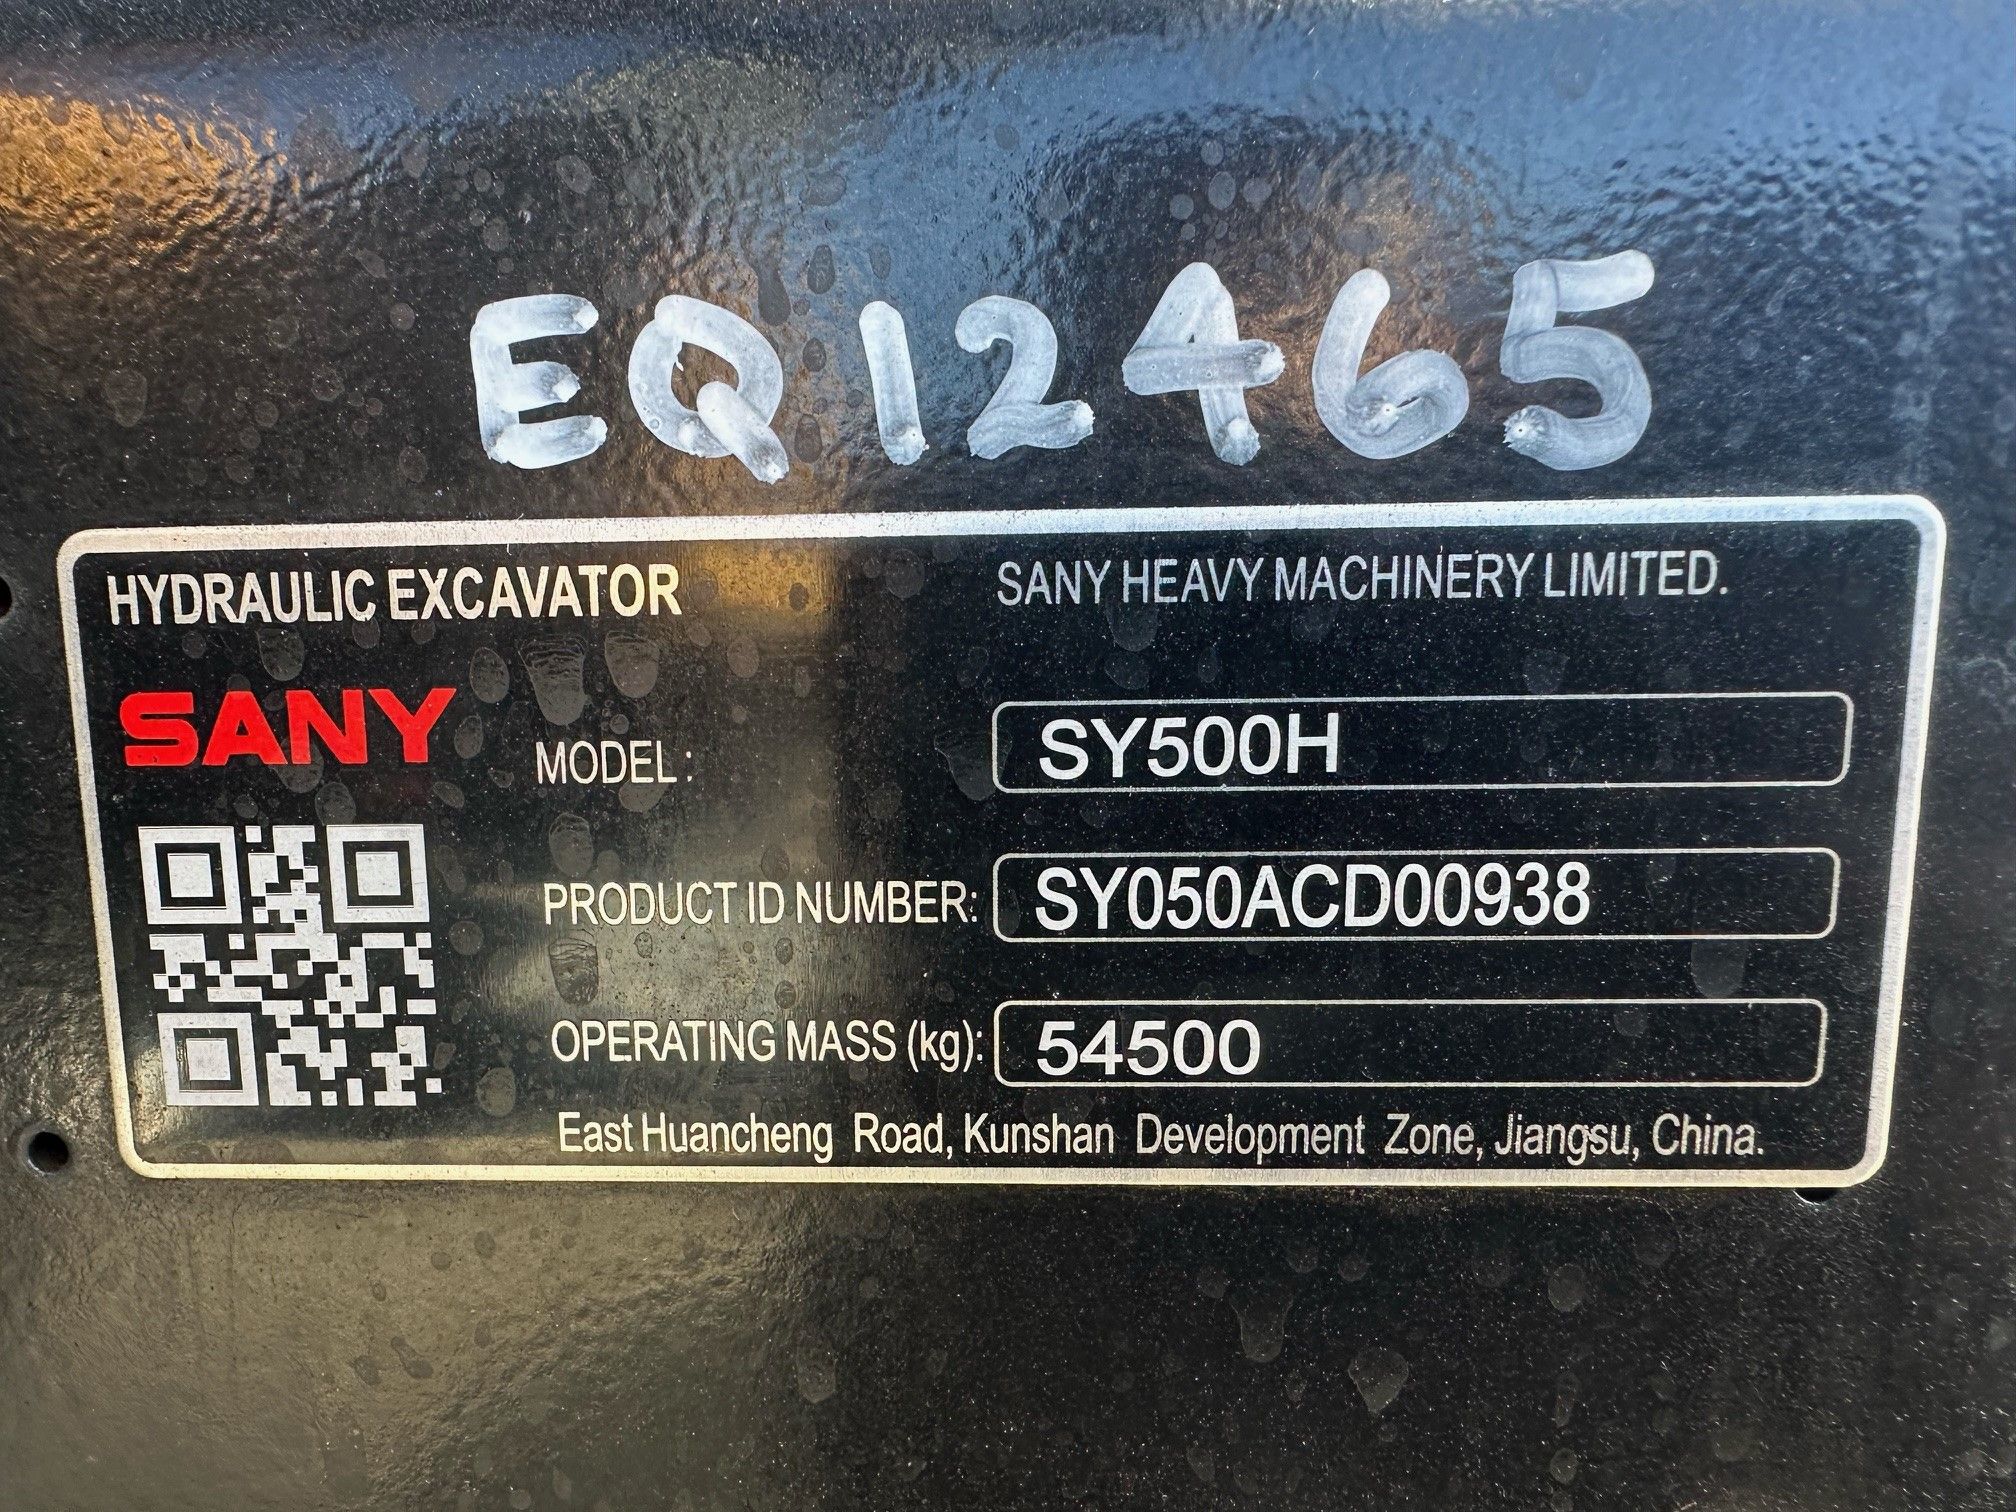 EQ12465
HYDRAULIC EXCAVATOR
SANY HEAVY MACHINERY LIMITED.
SANY
MODEL: SY500H
PRODUCT ID NUMBER: SY050ACD00938
OPERATING MASS (kg): 54500
East Huancheng Road, Kunshan Development Zone, Jiangsu, China.